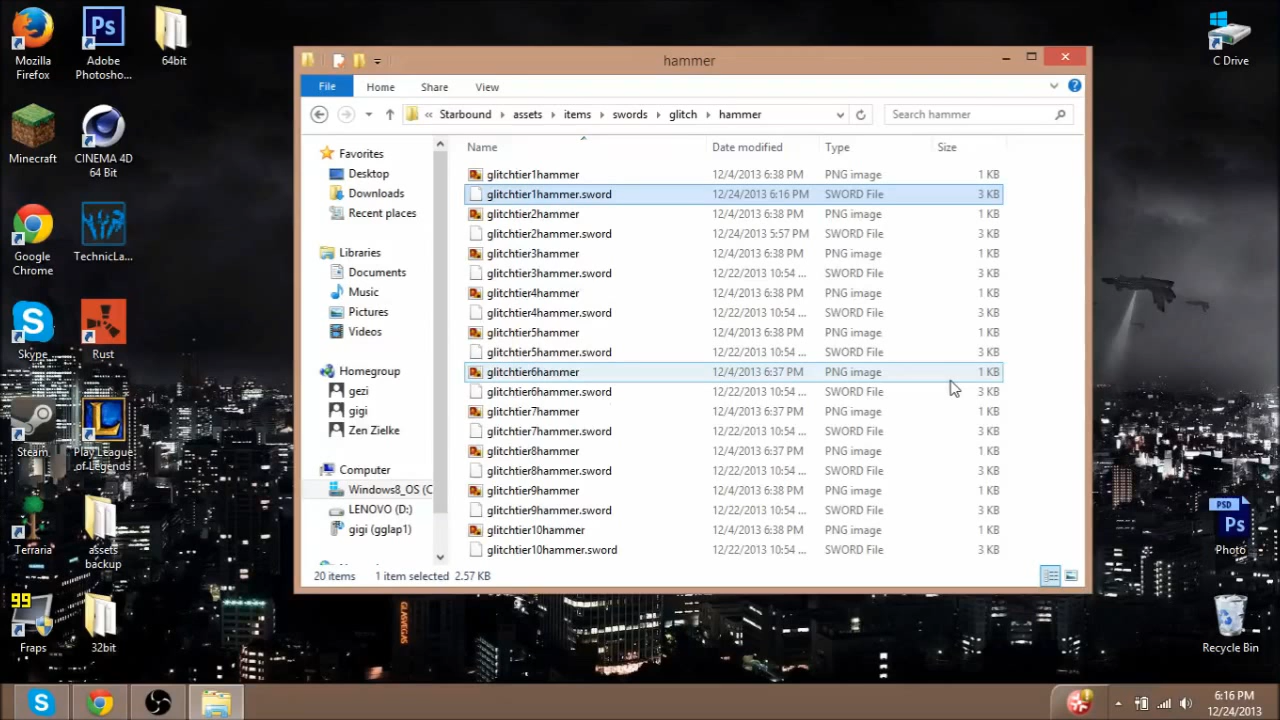 Mozilla Firefox
Adobe Photosho...
64bit
C Drive
Minecraft
CINEMA 4D 64 Bit
Google Chrome
TechnicLa...
Skype
Rust
Steam
Play League of Legends
Terraria
assets backup
99
Fraps
32bit
PSD
Ps
Photo
Recycle Bin
hammer
File
Home
Share
View
« Starbound assets items swords glitch hammer
Search hammer
Favorites
Desktop
Downloads
Recent places
Libraries
Documents
Music
Pictures
Videos
Homegroup
gezi
gigi
Zen Zielke
Computer
Windows8_OS (C
LENOVO (D:)
gigi (gglap1)
Name Date modified Type Size
glitchtier1hammer 12/4/2013 6:38 PM PNG image 1 KB
glitchtier1hammer.sword 12/24/2013 6:16 PM SWORD File 3 KB
glitchtier2hammer 12/4/2013 6:38 PM PNG image 1 KB
glitchtier2hammer.sword 12/24/2013 5:57 PM SWORD File 3 KB
glitchtier3hammer 12/4/2013 6:38 PM PNG image 1 KB
glitchtier3hammer.sword 12/22/2013 10:54 ... SWORD File 3 KB
glitchtier4hammer 12/4/2013 6:38 PM PNG image 1 KB
glitchtier4hammer.sword 12/22/2013 10:54 ... SWORD File 3 KB
glitchtier5hammer 12/4/2013 6:38 PM PNG image 1 KB
glitchtier5hammer.sword 12/22/2013 10:54 ... SWORD File 3 KB
glitchtier6hammer 12/4/2013 6:37 PM PNG image 1 KB
glitchtier6hammer.sword 12/22/2013 10:54 ... SWORD File 3 KB
glitchtier7hammer 12/4/2013 6:37 PM PNG image 1 KB
glitchtier7hammer.sword 12/22/2013 10:54 ... SWORD File 3 KB
glitchtier8hammer 12/4/2013 6:37 PM PNG image 1 KB
glitchtier8hammer.sword 12/22/2013 10:54 ... SWORD File 3 KB
glitchtier9hammer 12/4/2013 6:37 PM PNG image 1 KB
glitchtier9hammer.sword 12/22/2013 10:54 ... SWORD File 3 KB
glitchtier10hammer 12/4/2013 6:38 PM PNG image 1 KB
glitchtier10hammer.sword 12/22/2013 10:54 ... SWORD File 3 KB
20 items 1 item selected 2.57 KB
6:16 PM
12/24/2013